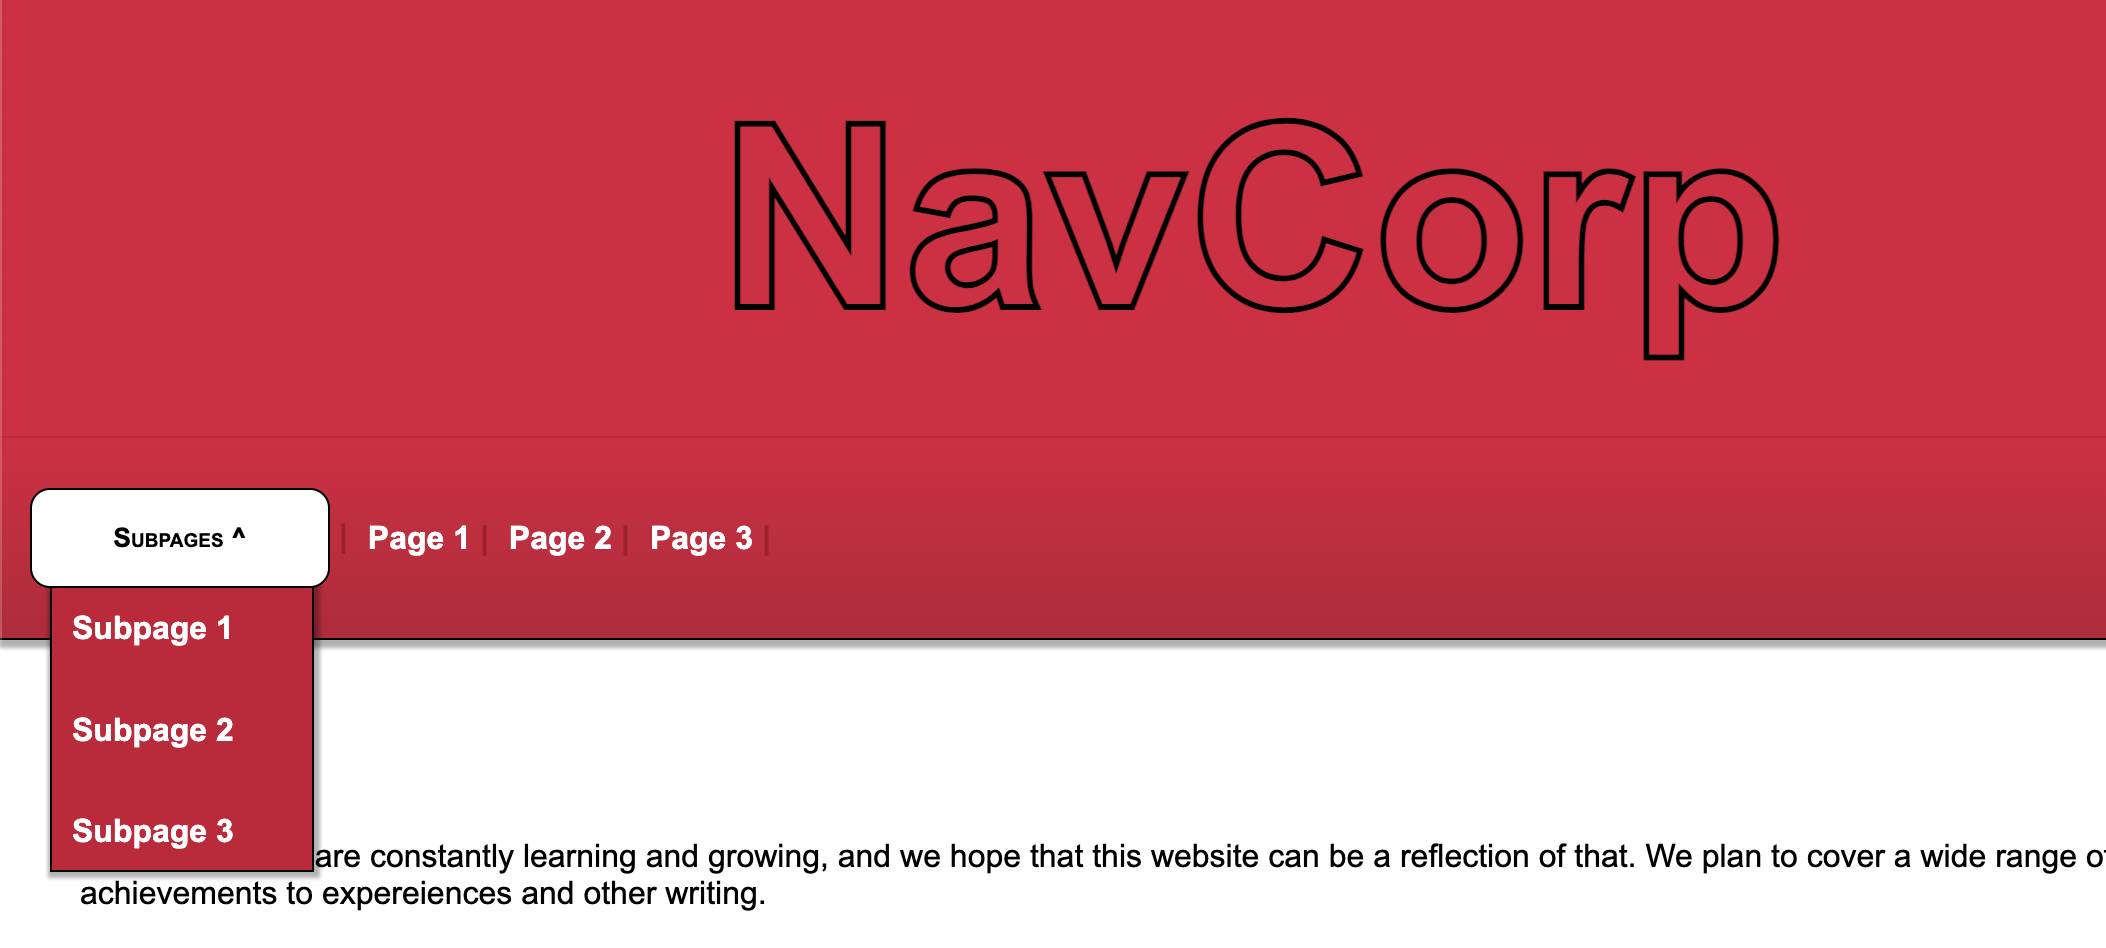 NavCorp
Subpages ^ | Page 1 | Page 2 | Page 3 |
Subpage 1
Subpage 2
Subpage 3
are constantly learning and growing, and we hope that this website can be a reflection of that. We plan to cover a wide range of
achievements to expereiences and other writing.